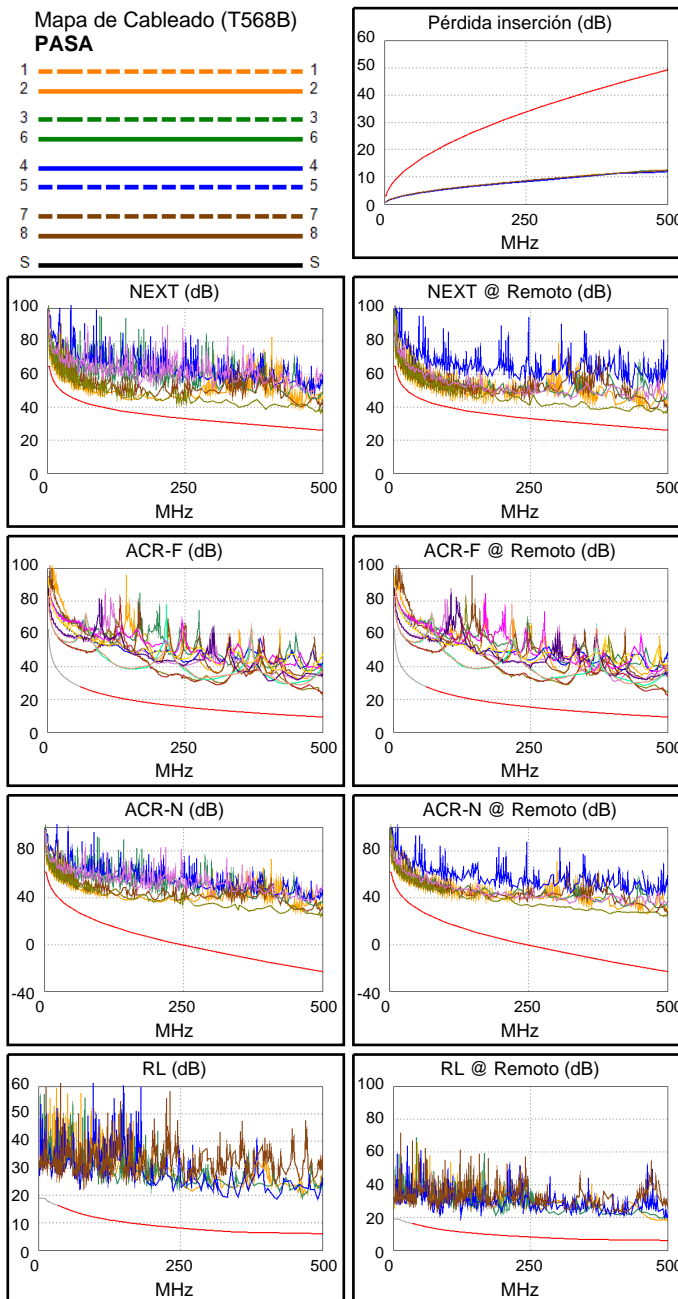 Mapa de Cableado (T568B)
PASA
1 1
2 2
3 3
6 6
4 4
5 5
7 7
8 8
S S
Pérdida inserción (dB)
60
50
40
30
20
10
0
0 250 500
MHz
NEXT (dB)
100
80
60
40
20
0
0 250 500
MHz
NEXT @ Remoto (dB)
100
80
60
40
20
0
0 250 500
MHz
ACR-F (dB)
100
80
60
40
20
0
0 250 500
MHz
ACR-F @ Remoto (dB)
100
80
60
40
20
0
0 250 500
MHz
ACR-N (dB)
80
40
0
-40
0 250 500
MHz
ACR-N @ Remoto (dB)
80
40
0
-40
0 250 500
MHz
RL (dB)
60
50
40
30
20
10
0
0 250 500
MHz
RL @ Remoto (dB)
100
80
60
40
20
0
0 250 500
MHz